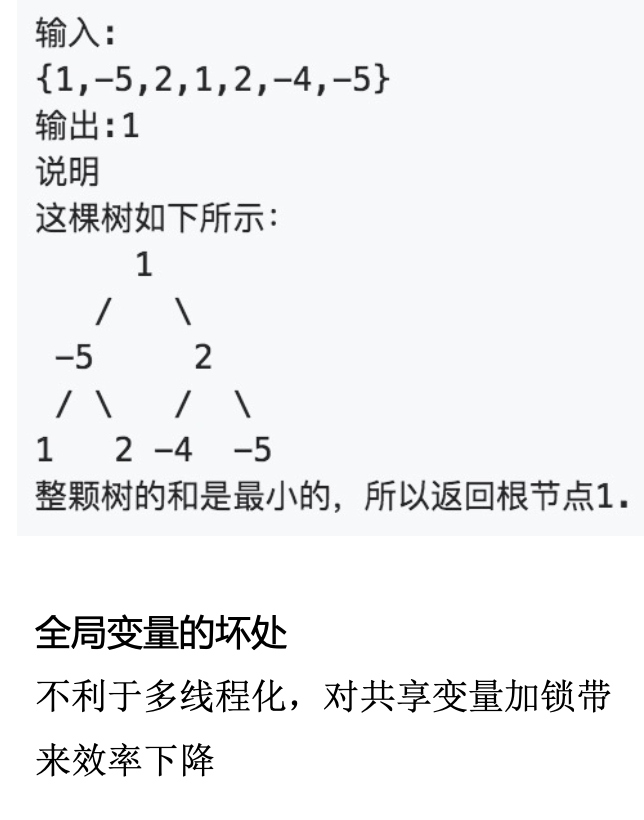 输入:
{1,-5,2,1,2,-4,-5}
输出:1
说明
这棵树如下所示:
1
/ \
-5 2
/ \ / \
1 2 -4 -5
整颗树的和是最小的，所以返回根节点1.
全局变量的坏处
不利于多线程化，对共享变量加锁带
来效率下降